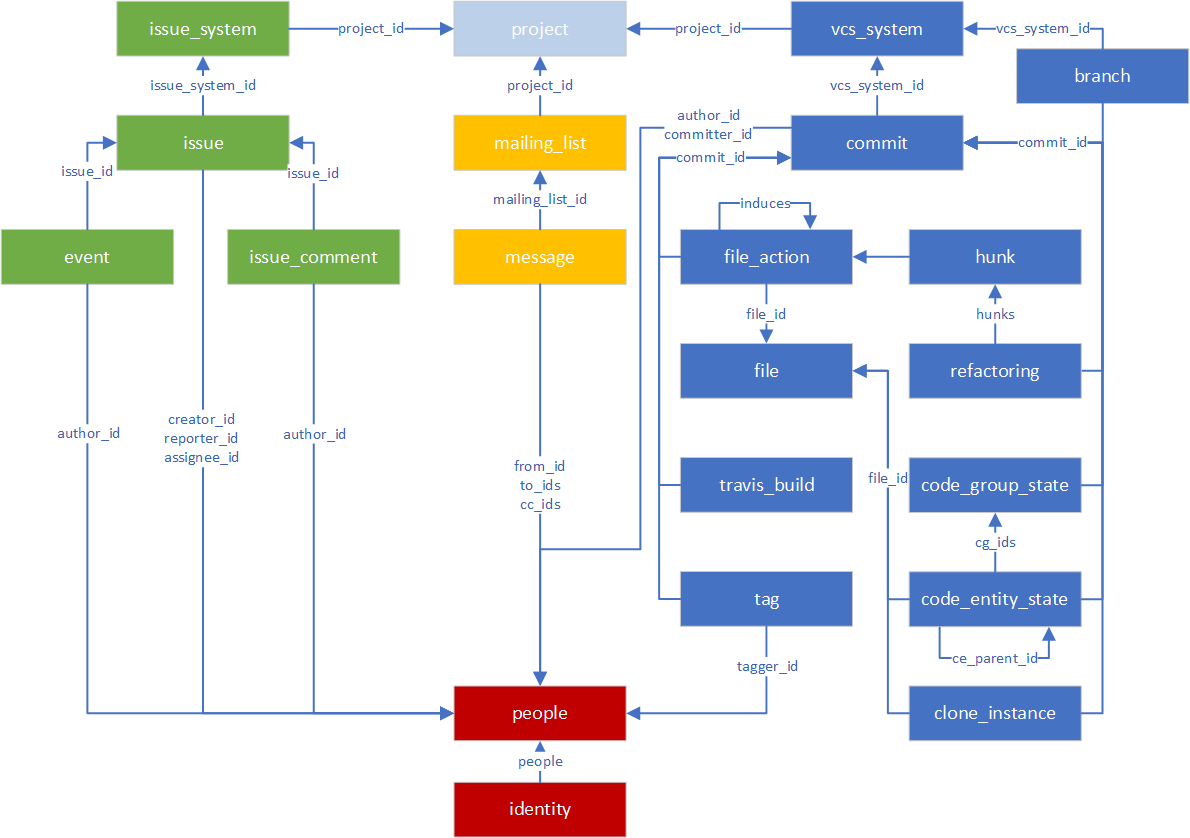 issue_system
project_id
project
project_id
vcs_system
vcs_system_id
branch
issue_system_id
project_id
vcs_system_id
issue
mailing_list
author_id
committer_id
commit_id
commit
commit_id
issue_id
issue_id
mailing_list_id
induces
event
issue_comment
message
file_action
hunk
file_id
hunks
file
refactoring
author_id
creator_id
reporter_id
assignee_id
author_id
from_id
to_ids
cc_ids
travis_build
file_id
code_group_state
cg_ids
tag
code_entity_state
tagger_id
ce_parent_id
people
clone_instance
people
identity